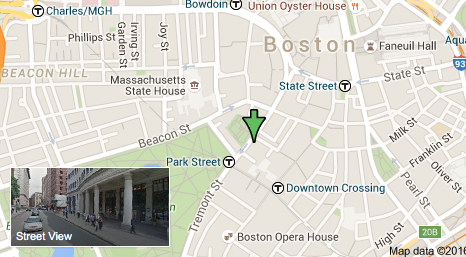 Bowdoin
Union Oyster House
Charles/MGH
Phillips St
Irving St
Garden St
Joy St
Boston
Faneuil Hall
Aqua
BEACON HILL
Massachusetts
State House
State Street
State St
93
Beacon St
Milk St
Franklin St
Park Street
Oliver St
Downtown Crossing
Pearl St
Tremont St
High St
20B
Boston Opera House
Street View
Map data ©2016